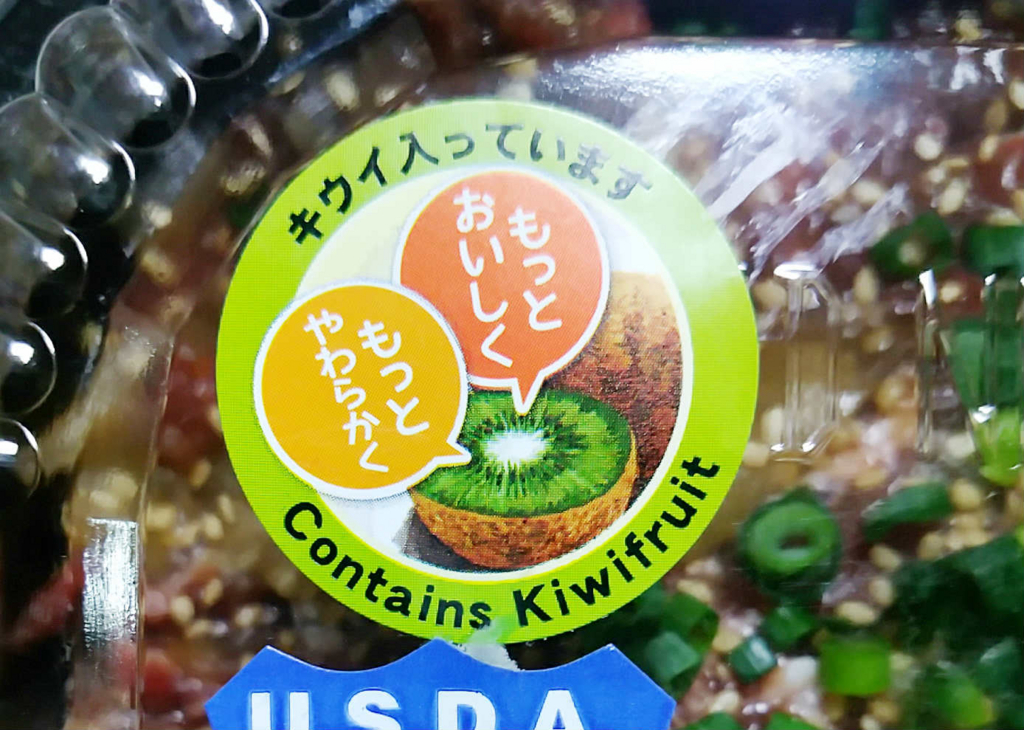 キウイ入っています
もっと
おいしく
もっと
やわらかく
Contains Kiwifruit
USDA